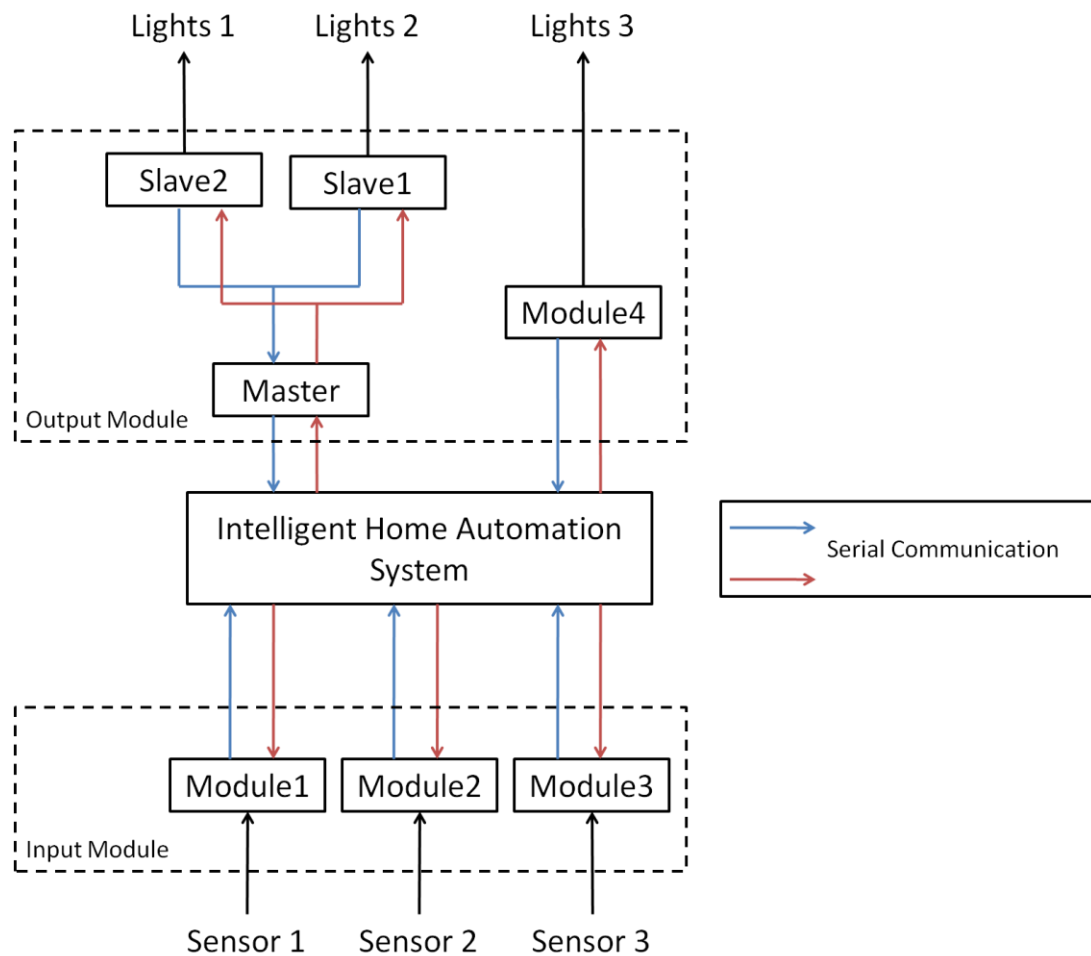 Lights 1
Lights 2
Lights 3
Slave2
Slave1
Module4
Master
Output Module
Intelligent Home Automation
System
Serial Communication
Module1
Module2
Module3
Input Module
Sensor 1
Sensor 2
Sensor 3